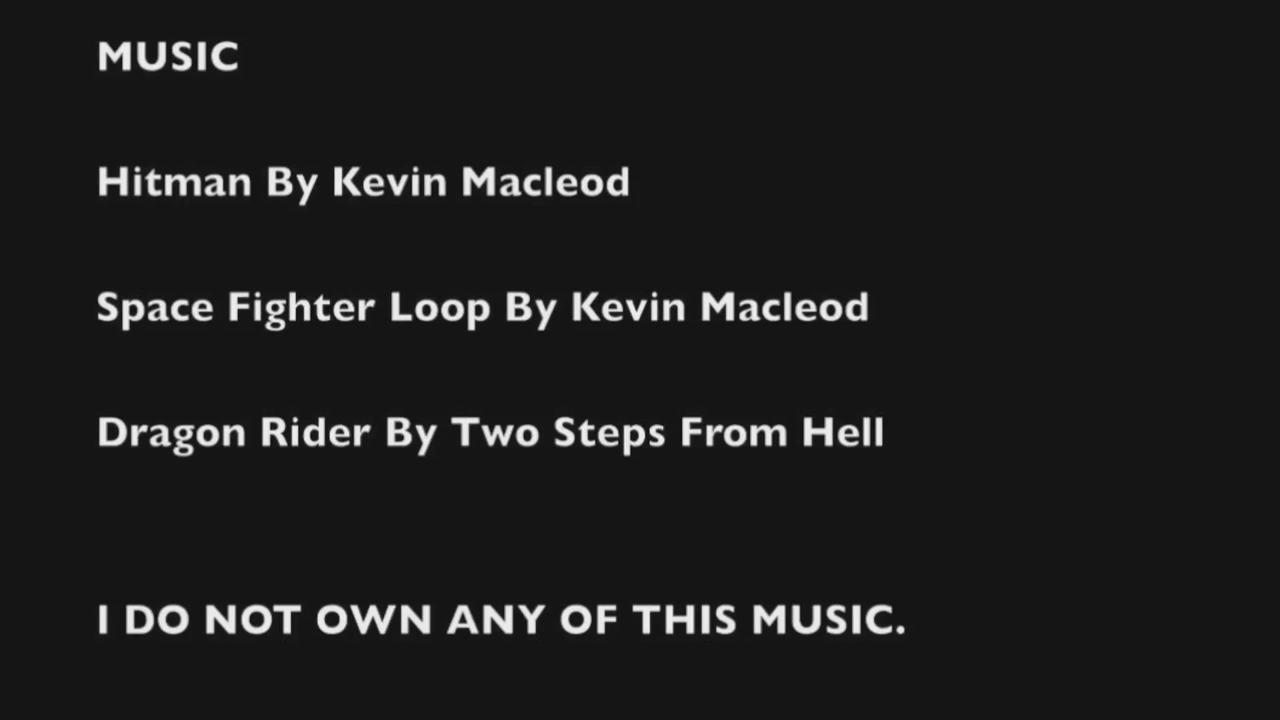 MUSIC
Hitman By Kevin Macleod
Space Fighter Loop By Kevin Macleod
Dragon Rider By Two Steps From Hell
I DO NOT OWN ANY OF THIS MUSIC.